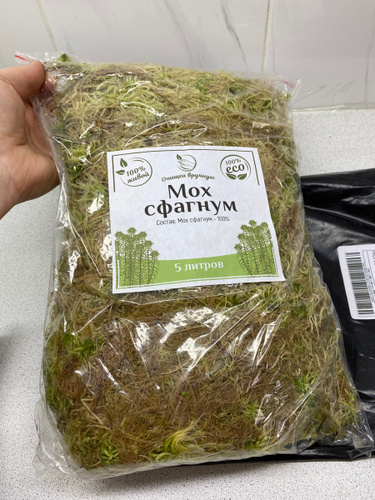 100%
живой
Очищен вручную
100%
eco
Мох
сфагнум
Состав: Мох сфагнум - 100%
5 литров